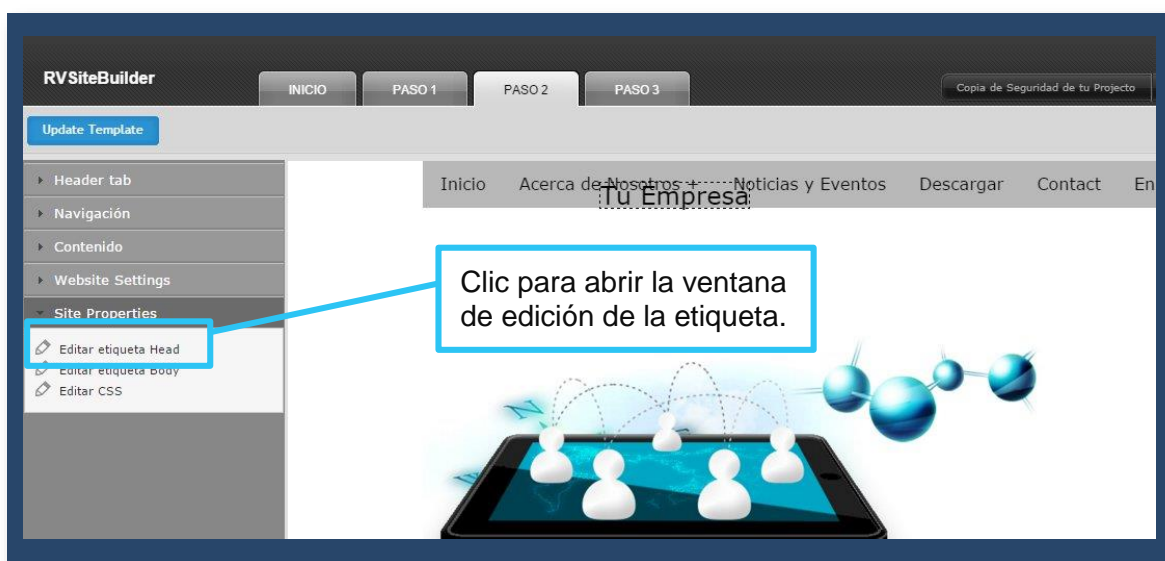 RVSiteBuilder
INICIO
PASO 1
PASO 2
PASO 3
Copia de Seguridad de tu Projecto
Update Template
Header tab
Navigación
Contenido
Website Settings
Site Properties
Editar etiqueta Head
Editar etiqueta Body
Editar CSS
Inicio Acerca de Nosotros + Noticias y Eventos Descargar Contact En
Tu Empresa
Clic para abrir la ventana
de edición de la etiqueta.
N